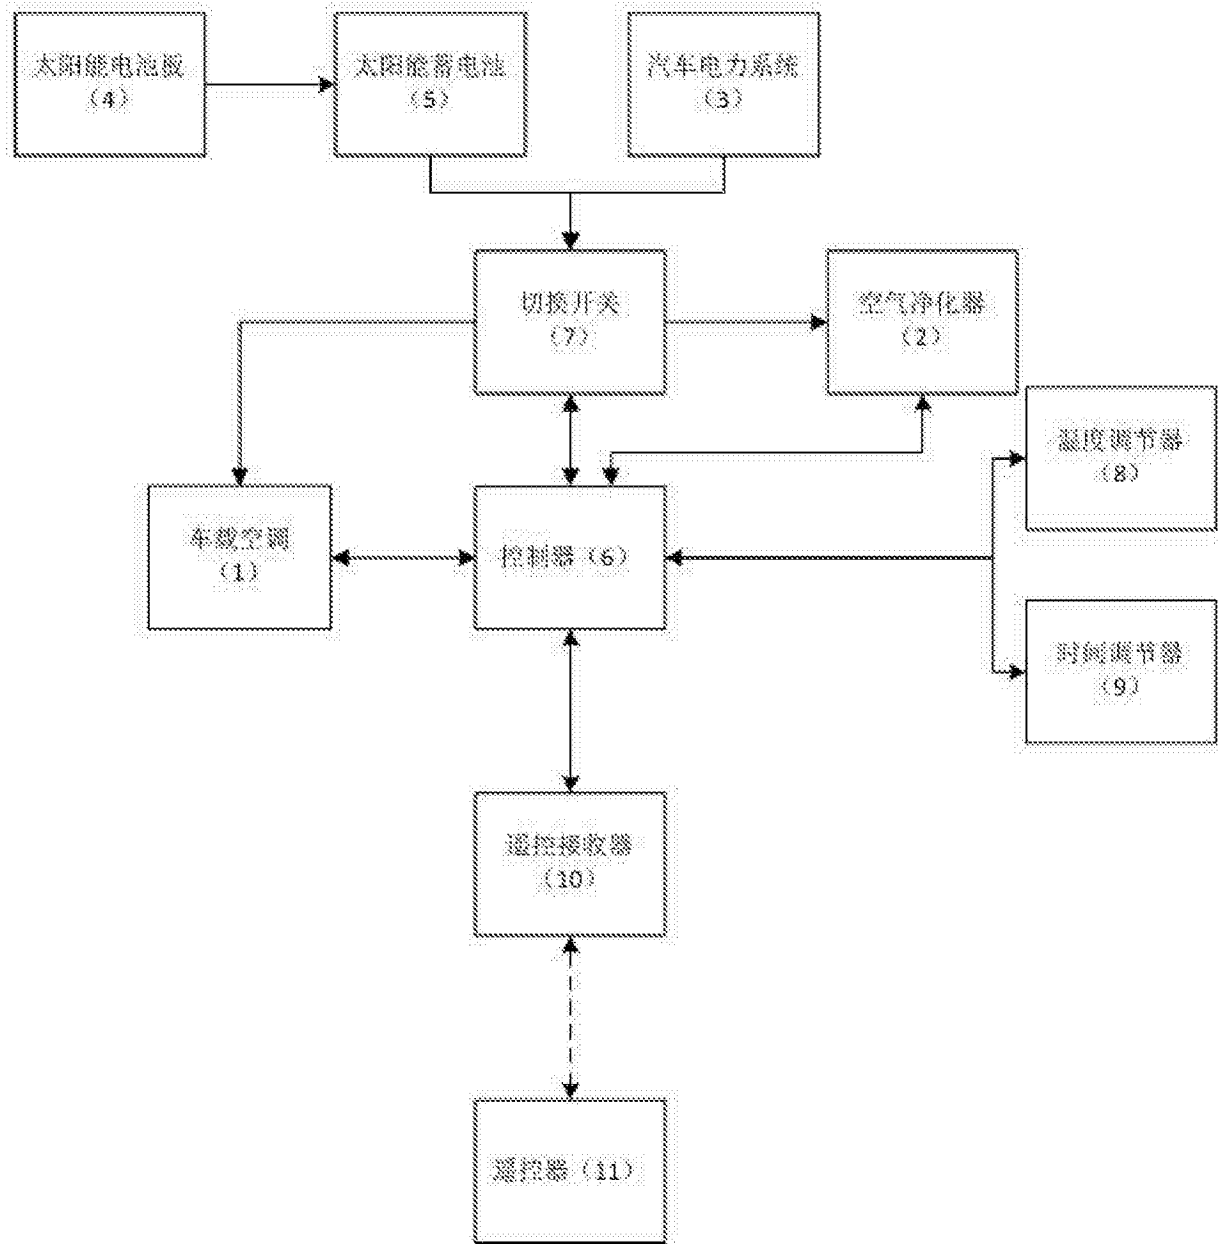 太阳能电池板
（4）
太阳能蓄电池
（5）
汽车电力系统
（3）
切换开关
（7）
空气净化器
（2）
温度调节器
（8）
车载空调
（1）
控制器（6）
时间调节器
（9）
遥控接收器
（10）
遥控器（11）